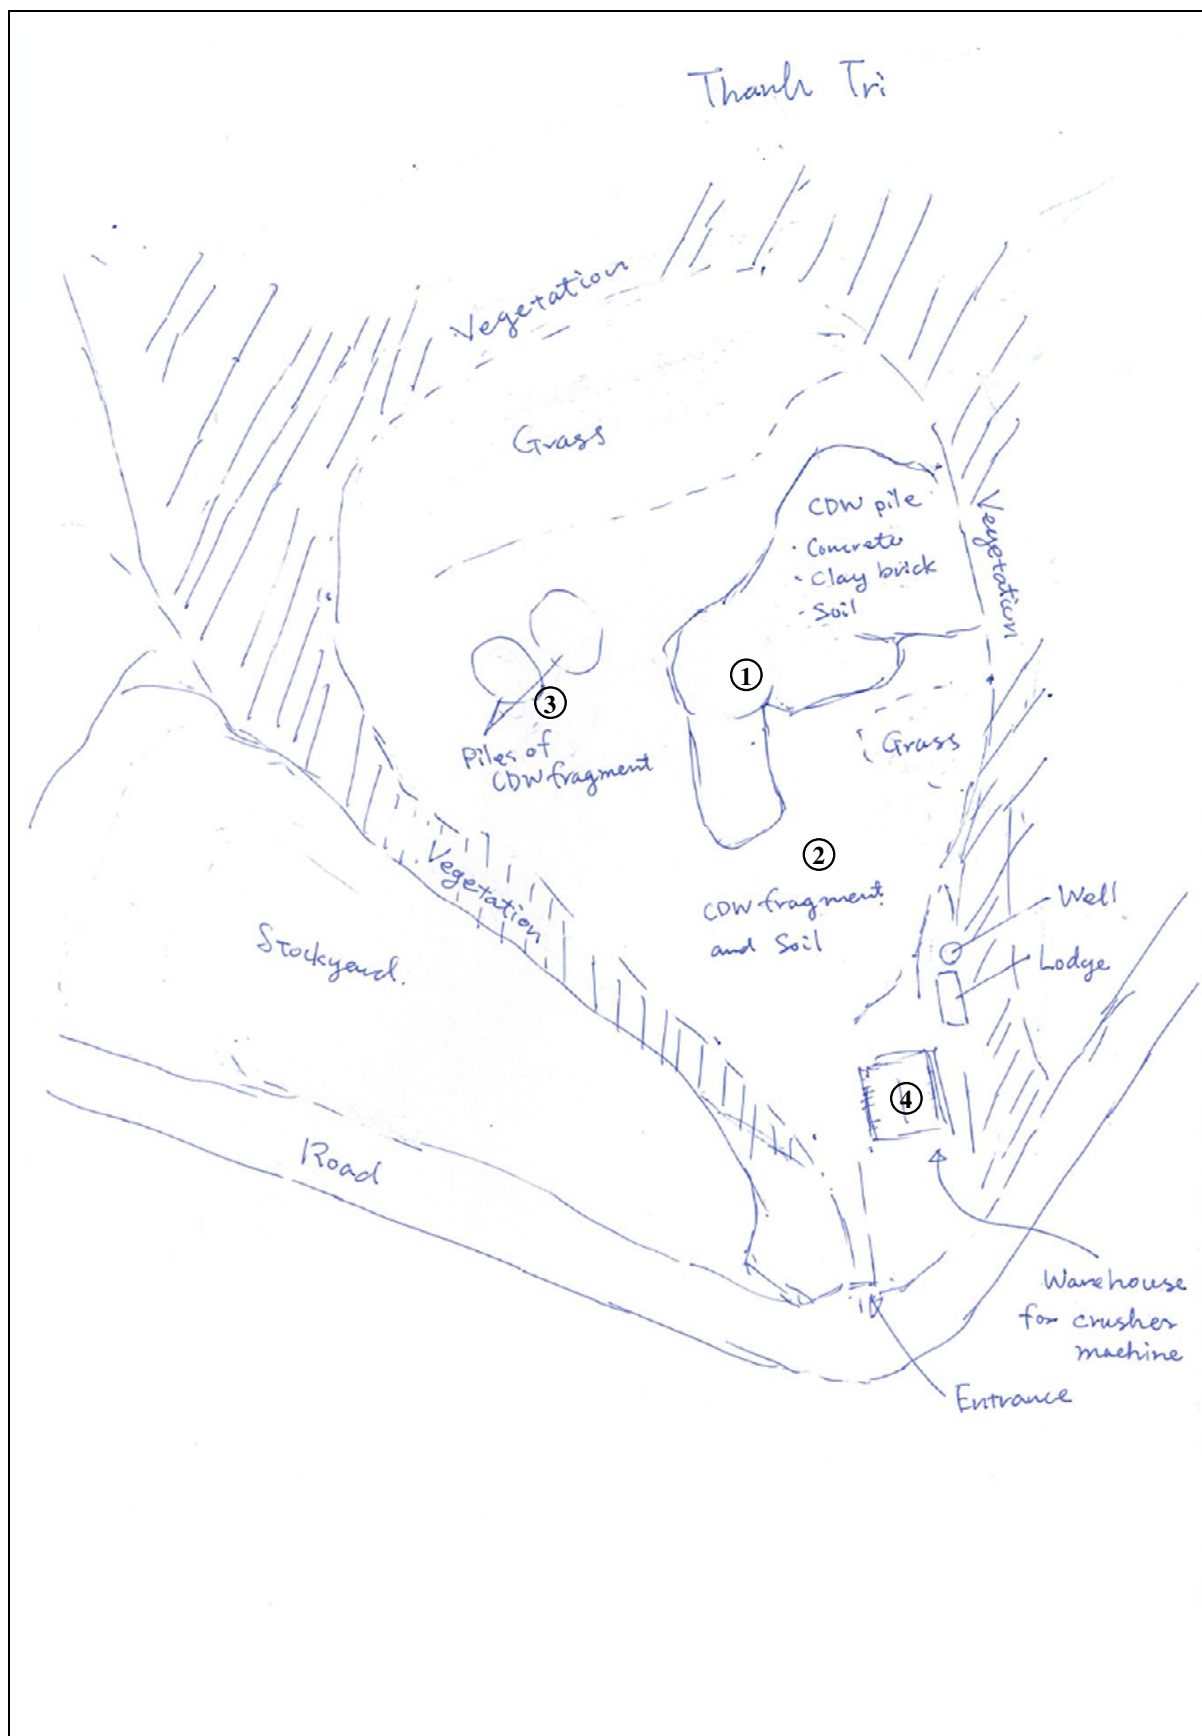 Thanh Tri
Vegetation
Grass
CDW pile
· Concrete
· Clay brick
· Soil
Vegetation
①
③
Piles of
CDW fragment
Grass
②
Vegetation
CDW fragment
and Soil
Well
Stockyard.
Lodge
④
Road
Warehouse
for crusher
machine
Entrance